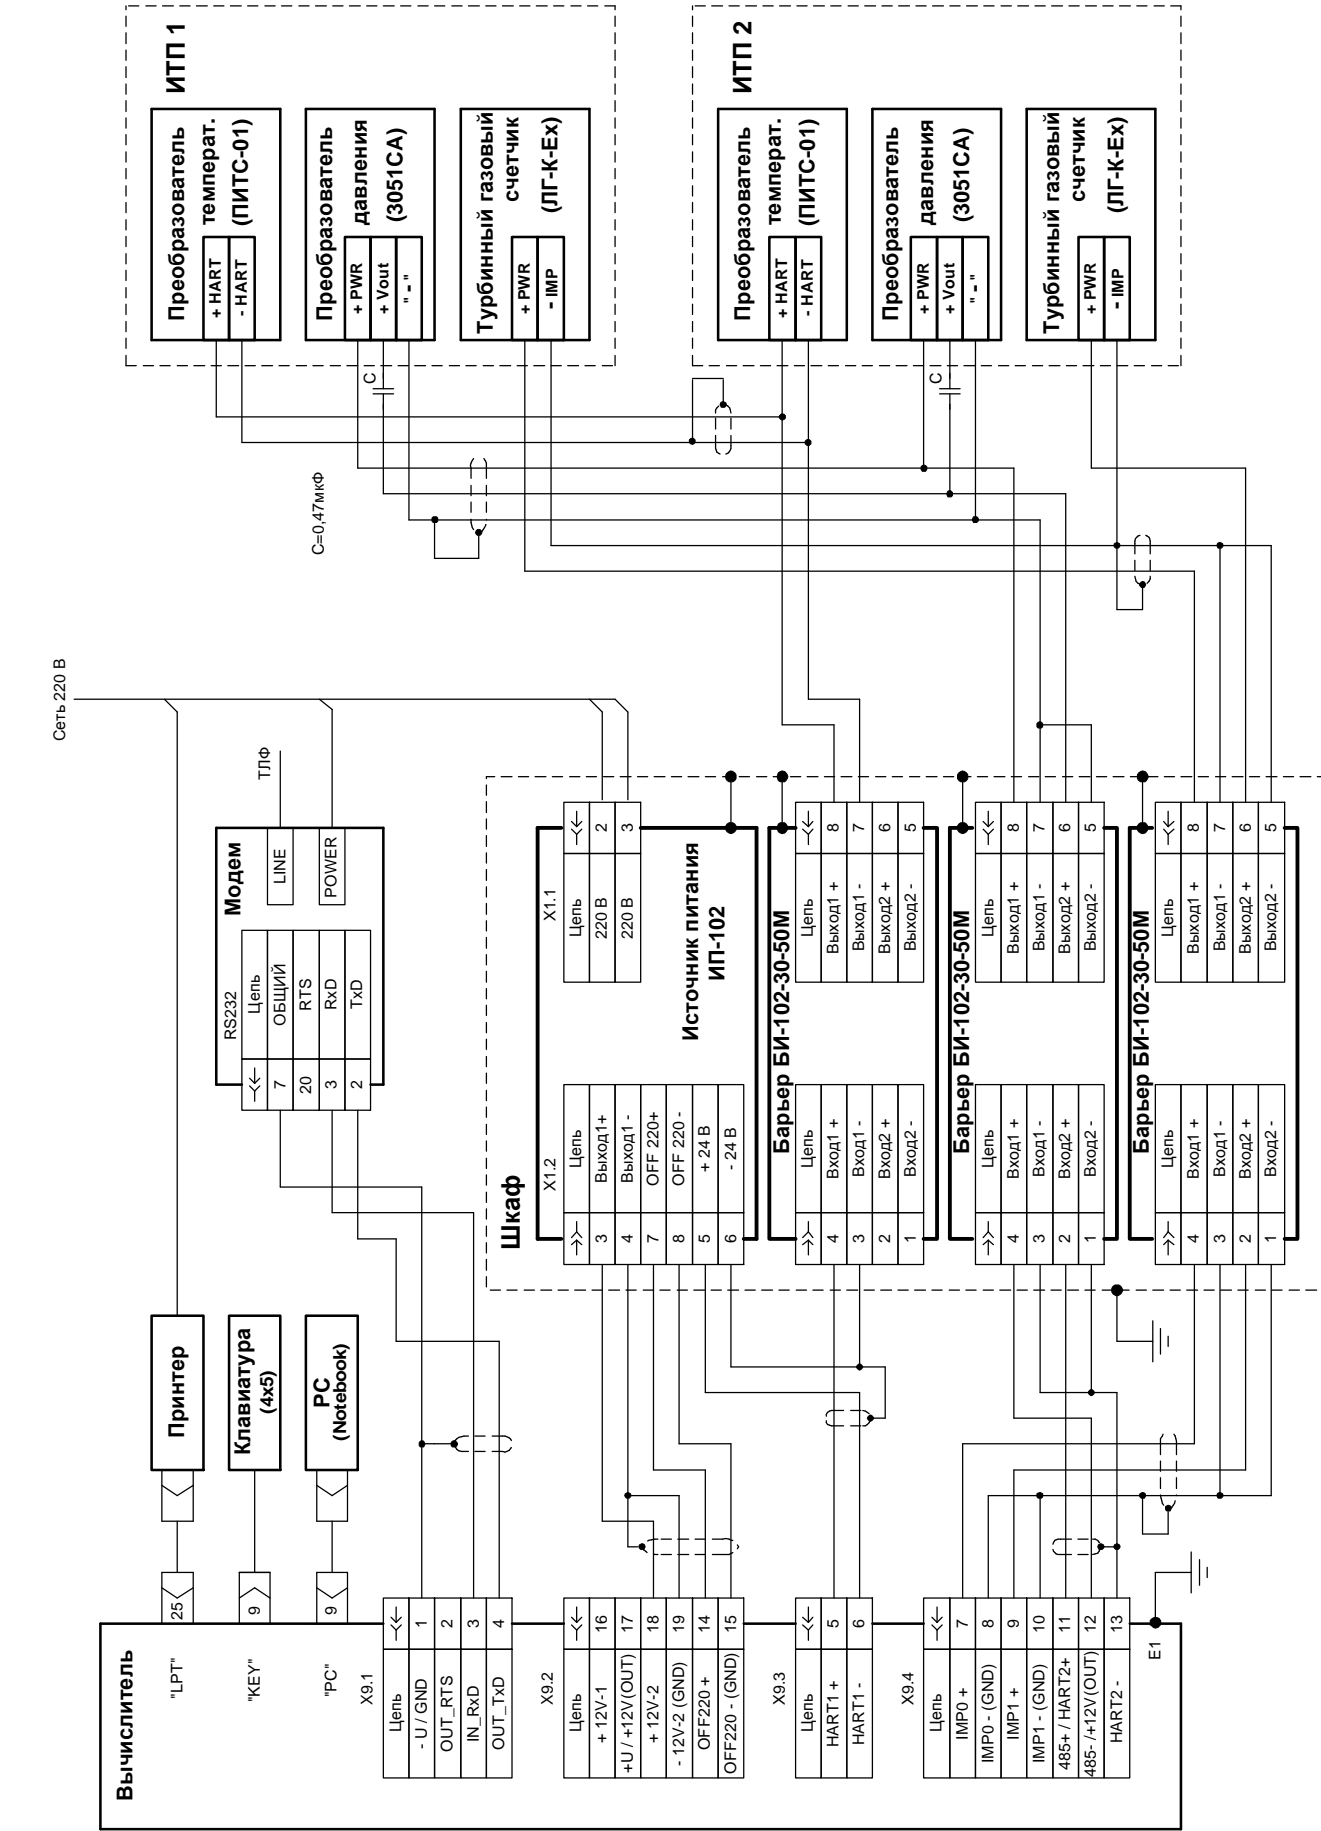 Сеть 220 В
ИТП 1
Преобразователь
температ.
(ПИТС-01)
+ HART
- HART
Преобразователь
давления
(3051CA)
+ PWR
+ Vout
" - "
Турбинный газовый
счетчик
(ЛГ-К-Ех)
+ PWR
- IMP
C
C=0,47мкФ
ИТП 2
Преобразователь
температ.
(ПИТС-01)
+ HART
- HART
Преобразователь
давления
(3051CA)
+ PWR
+ Vout
" - "
Турбинный газовый
счетчик
(ЛГ-К-Ех)
+ PWR
- IMP
C
ТЛФ
Модем
LINE
POWER
RS232
Цепь
7 ОБЩИЙ
20 RTS
3 RxD
2 TxD
Принтер
Клавиатура
(4x5)
PC
(Notebook)
Шкаф
X1.1
Цепь
220 В 2
220 В 3
Источник питания
ИП-102
X1.2
Цепь
3 Выход1+
4 Выход1 -
7 OFF 220+
8 OFF 220 -
5 + 24 В
6 - 24 В
Барьер БИ-102-30-50М
Цепь
4 Вход1 +
3 Вход1 -
2 Вход2 +
1 Вход2 -
Цепь
Выход1 + 8
Выход1 - 7
Выход2 + 6
Выход2 - 5
Барьер БИ-102-30-50М
Цепь
4 Вход1 +
3 Вход1 -
2 Вход2 +
1 Вход2 -
Цепь
Выход1 + 8
Выход1 - 7
Выход2 + 6
Выход2 - 5
Барьер БИ-102-30-50М
Цепь
4 Вход1 +
3 Вход1 -
2 Вход2 +
1 Вход2 -
Цепь
Выход1 + 8
Выход1 - 7
Выход2 + 6
Выход2 - 5
Вычислитель
"LPT" 25
"KEY" 9
"PC" 9
X9.1
Цепь
- U / GND 1
OUT_RTS 2
IN_RxD 3
OUT_TxD 4
X9.2
Цепь
+ 12V-1 16
+U / +12V(OUT) 17
+ 12V-2 18
- 12V-2 (GND) 19
OFF220 + 14
OFF220 - (GND) 15
X9.3
Цепь
HART1 + 5
HART1 - 6
X9.4
Цепь
IMP0 + 7
IMP0 - (GND) 8
IMP1 + 9
IMP1 - (GND) 10
485+ / HART2+ 11
485- /+12V(OUT) 12
HART2 - 13
E1